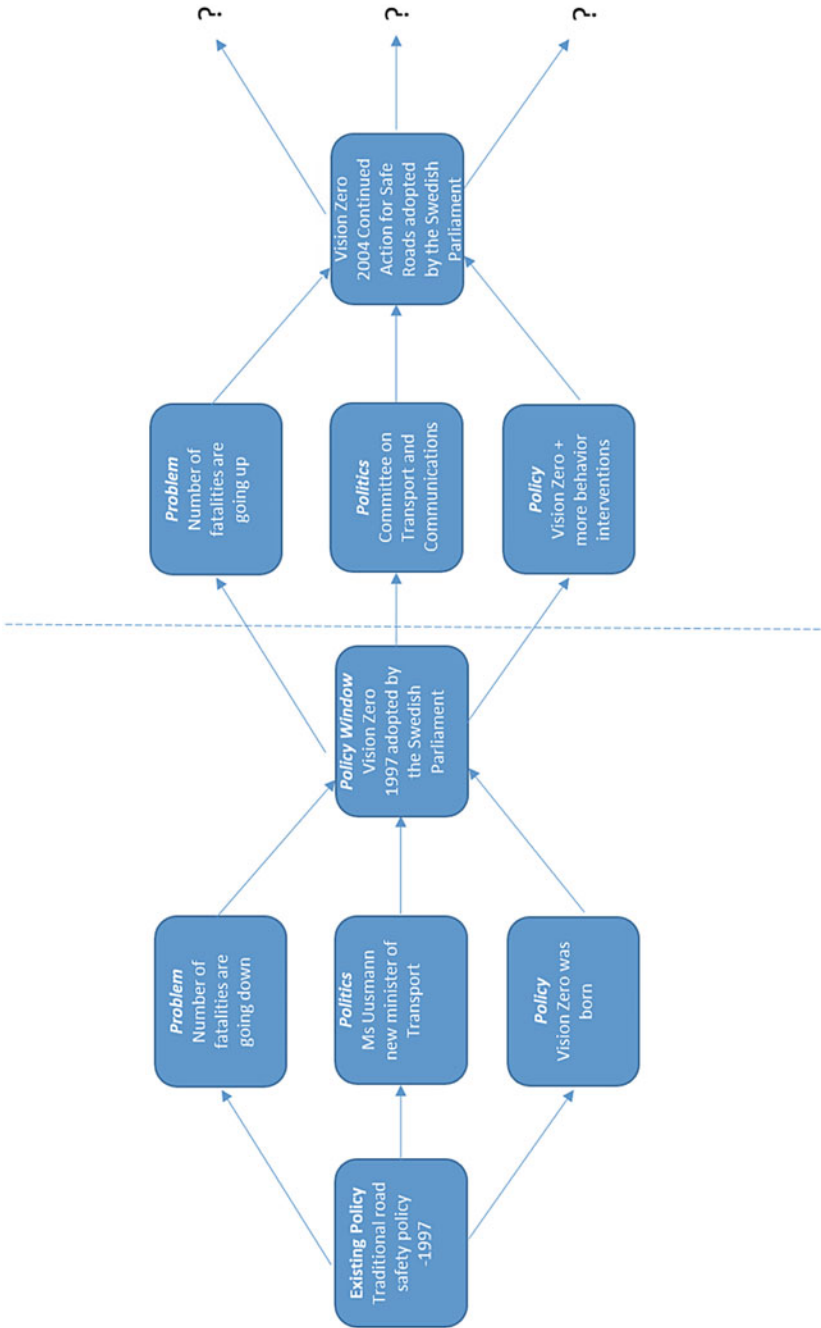 Existing Policy
Traditional road
safety policy
-1997
Problem
Number of
fatalities are
going down
Politics
Ms Uusmann
new minister of
Transport
Policy
Vision Zero was
born
Policy Window
Vision Zero
1997 adopted by
the Swedish
Parliament
Problem
Number of
fatalities are
going up
Politics
Committee on
Transport and
Communications
Policy
Vision Zero +
more behavior
interventions
Vision Zero
2004 Continued
Action for Safe
Roads adopted
by the Swedish
Parliament
?
?
?